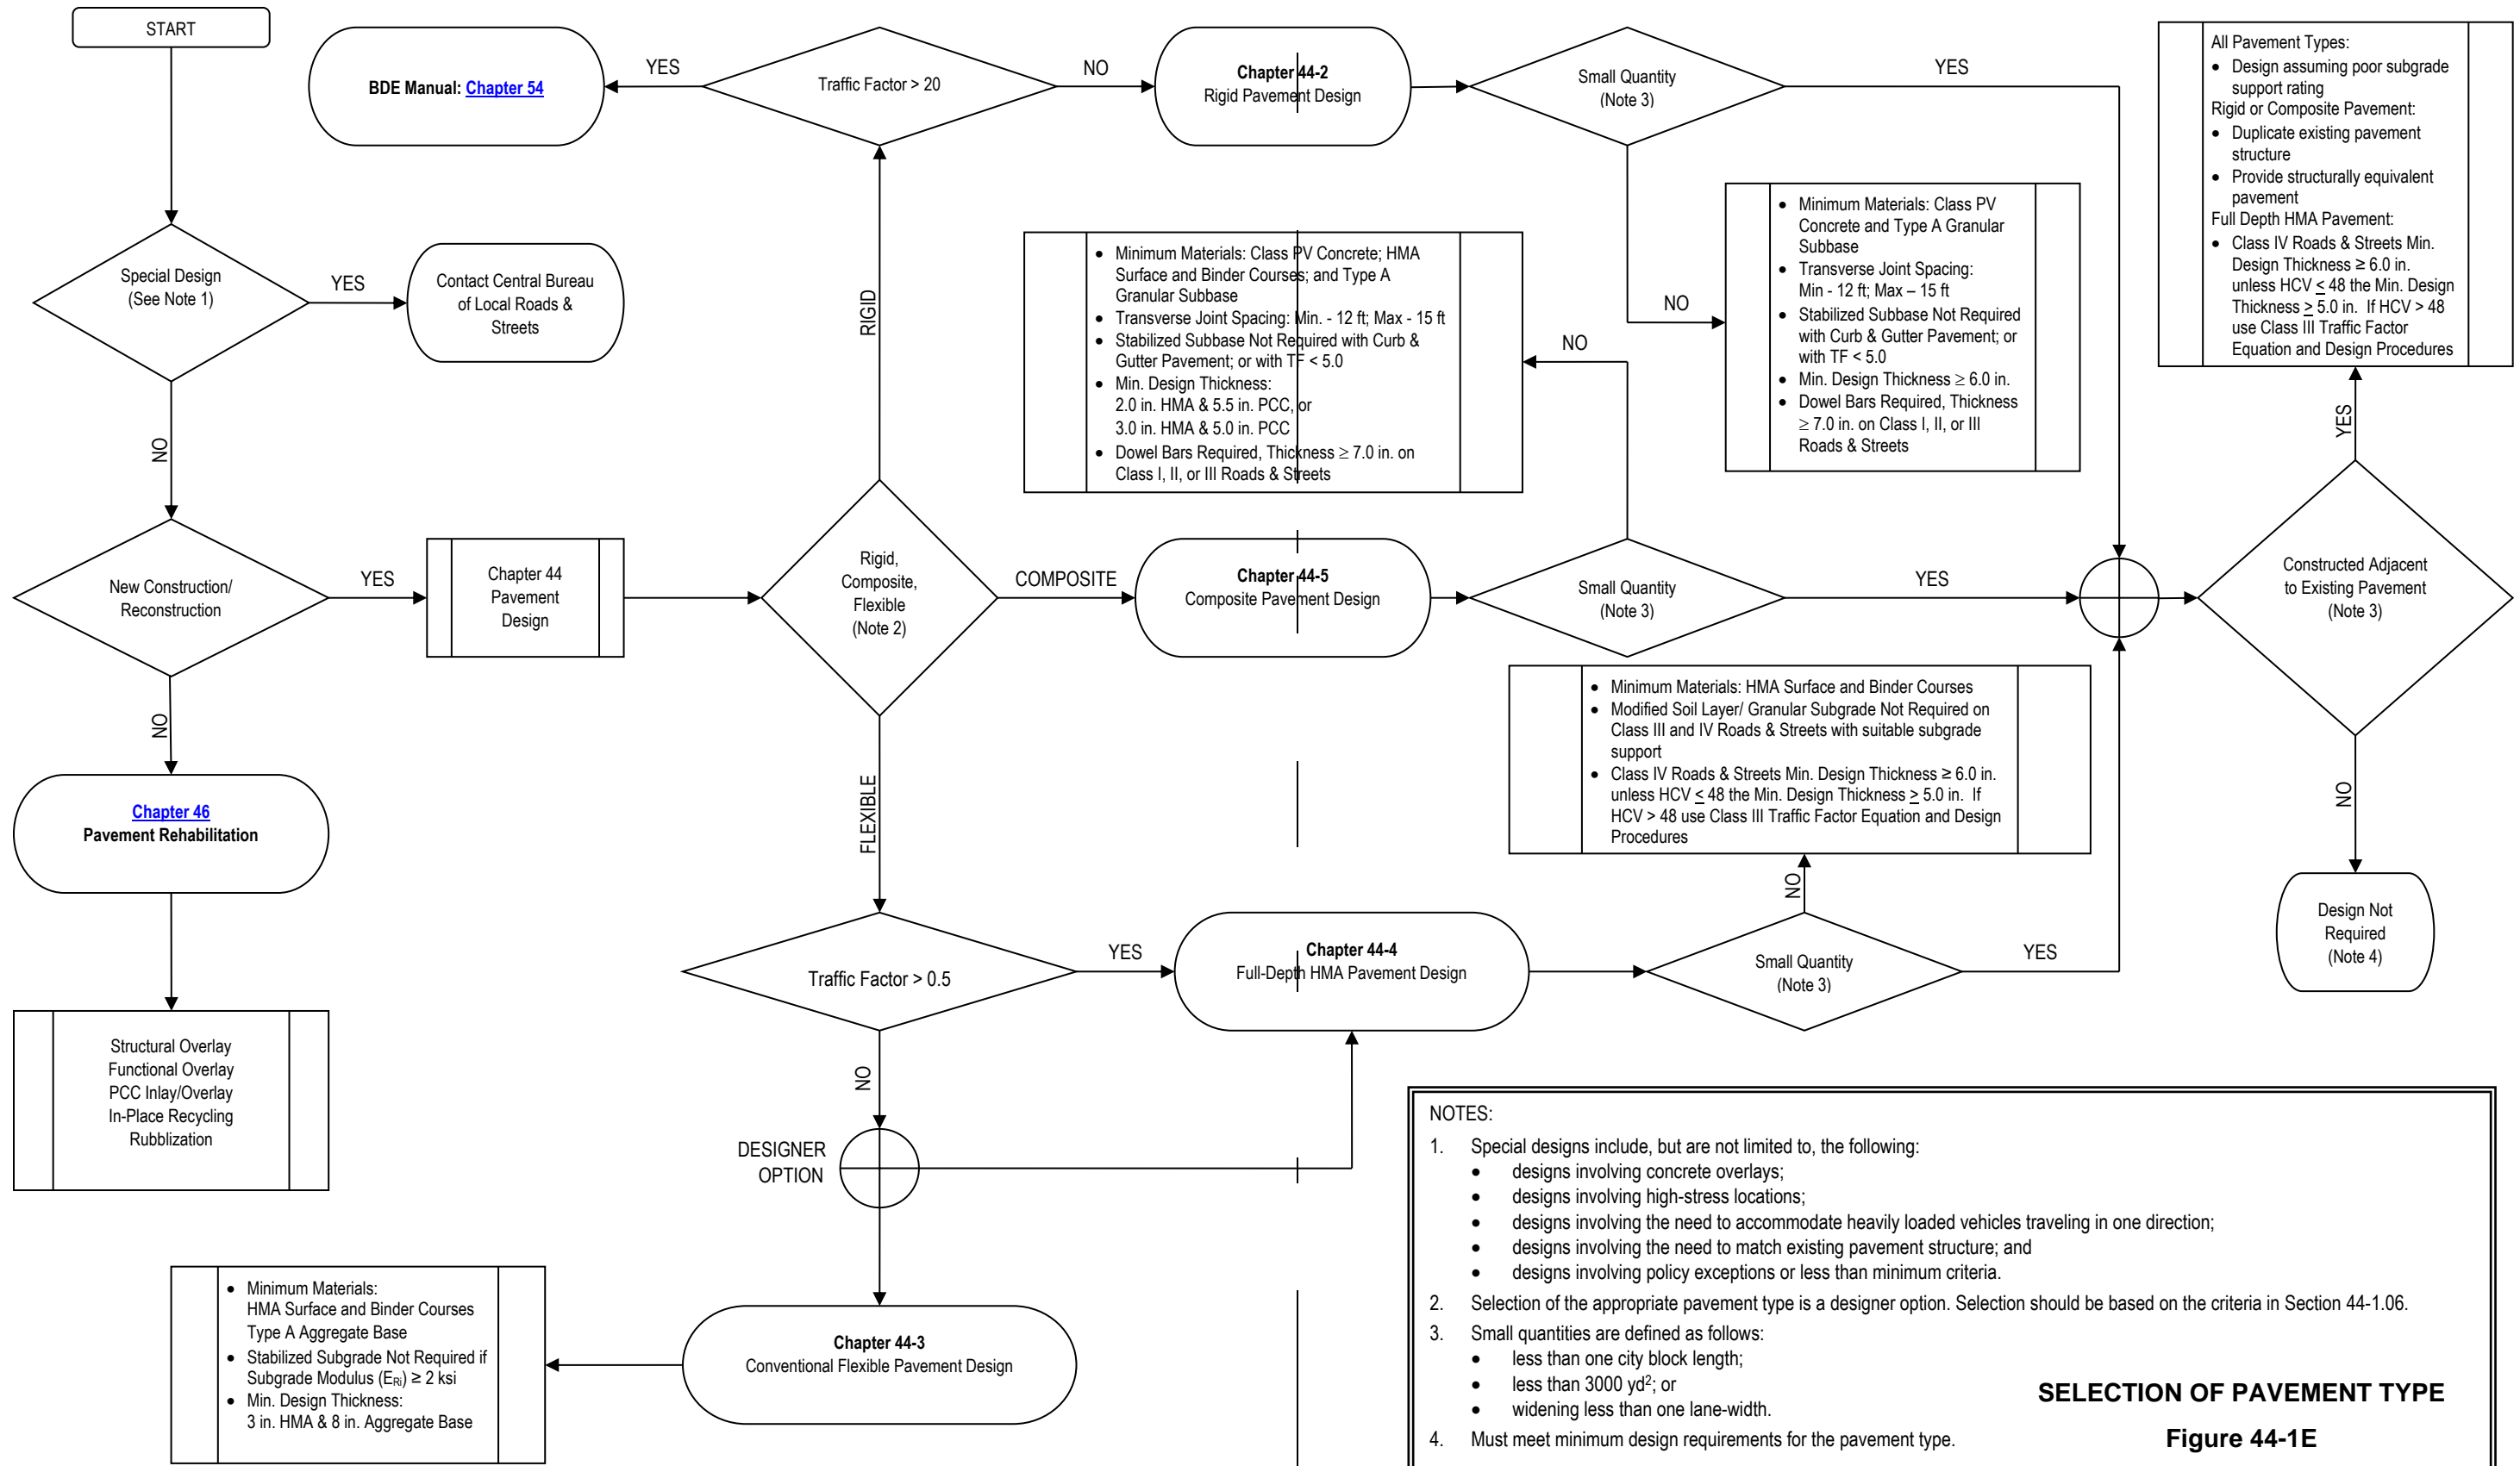 START
Special Design
(See Note 1)
YES
Contact Central Bureau
of Local Roads &
Streets
NO
New Construction/
Reconstruction
YES
Chapter 44
Pavement
Design
NO
Chapter 46
Pavement Rehabilitation
Structural Overlay
Functional Overlay
PCC Inlay/Overlay
In-Place Recycling
Rubblization
Rigid,
Composite,
Flexible
(Note 2)
RIGID
Traffic Factor > 20
YES
BDE Manual: Chapter 54
NO
Chapter 44-2
Rigid Pavement Design
Small Quantity
(Note 3)
YES
NO
• Minimum Materials: Class PV
Concrete and Type A Granular
Subbase
• Transverse Joint Spacing:
Min - 12 ft; Max – 15 ft
• Stabilized Subbase Not Required
with Curb & Gutter Pavement; or
with TF < 5.0
• Min. Design Thickness ≥ 6.0 in.
• Dowel Bars Required, Thickness
≥ 7.0 in. on Class I, II, or III
Roads & Streets
COMPOSITE
Chapter 44-5
Composite Pavement Design
Small Quantity
(Note 3)
YES
NO
• Minimum Materials: Class PV Concrete; HMA
Surface and Binder Courses; and Type A
Granular Subbase
• Transverse Joint Spacing: Min. - 12 ft; Max - 15 ft
• Stabilized Subbase Not Required with Curb &
Gutter Pavement; or with TF < 5.0
• Min. Design Thickness:
2.0 in. HMA & 5.5 in. PCC, or
3.0 in. HMA & 5.0 in. PCC
• Dowel Bars Required, Thickness ≥ 7.0 in. on
Class I, II, or III Roads & Streets
FLEXIBLE
Traffic Factor > 0.5
YES
Chapter 44-4
Full-Depth HMA Pavement Design
Small Quantity
(Note 3)
YES
NO
• Minimum Materials: HMA Surface and Binder Courses
• Modified Soil Layer/ Granular Subgrade Not Required on
Class III and IV Roads & Streets with suitable subgrade
support
• Class IV Roads & Streets Min. Design Thickness ≥ 6.0 in.
unless HCV ≤ 48 the Min. Design Thickness ≥ 5.0 in.  If
HCV > 48 use Class III Traffic Factor Equation and Design
Procedures
NO
DESIGNER
OPTION
Chapter 44-3
Conventional Flexible Pavement Design
• Minimum Materials:
HMA Surface and Binder Courses
Type A Aggregate Base
• Stabilized Subgrade Not Required if
Subgrade Modulus (ERi) ≥ 2 ksi
• Min. Design Thickness:
3 in. HMA & 8 in. Aggregate Base
Constructed Adjacent
to Existing Pavement
(Note 3)
YES
All Pavement Types:
• Design assuming poor subgrade
support rating
Rigid or Composite Pavement:
• Duplicate existing pavement
structure
• Provide structurally equivalent
pavement
Full Depth HMA Pavement:
• Class IV Roads & Streets Min.
Design Thickness ≥ 6.0 in.
unless HCV ≤ 48 the Min. Design
Thickness ≥ 5.0 in.  If HCV > 48
use Class III Traffic Factor
Equation and Design Procedures
NO
Design Not
Required
(Note 4)
NOTES:
1. Special designs include, but are not limited to, the following:
• designs involving concrete overlays;
• designs involving high-stress locations;
• designs involving the need to accommodate heavily loaded vehicles traveling in one direction;
• designs involving the need to match existing pavement structure; and
• designs involving policy exceptions or less than minimum criteria.
2. Selection of the appropriate pavement type is a designer option. Selection should be based on the criteria in Section 44-1.06.
3. Small quantities are defined as follows:
• less than one city block length;
• less than 3000 yd²; or
• widening less than one lane-width.
4. Must meet minimum design requirements for the pavement type.
SELECTION OF PAVEMENT TYPE
Figure 44-1E